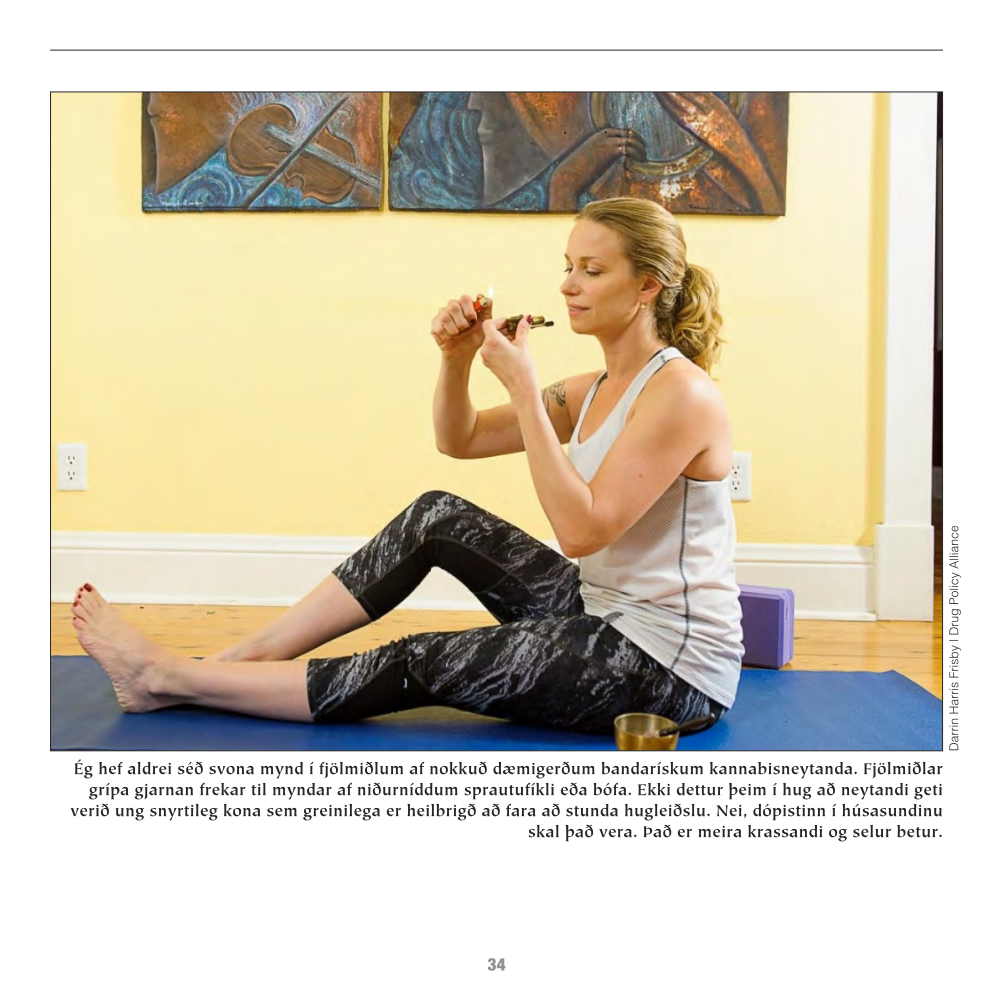 Darrin Harris Frisby | Drug Policy Alliance
Ég hef aldrei séð svona mynd í fjölmiðlum af nokkuð dæmigerðum bandarískum kannabisneytanda. Fjölmiðlar
grípa gjarnan frekar til myndar af niðurníddum sprautufíkli eða bófa. Ekki dettur þeim í hug að neytandi geti
verið ung snyrtileg kona sem greinilega er heilbrigð að fara að stunda hugleiðslu. Nei, dópistinn í húsasundinu
skal það vera. Það er meira krassandi og selur betur.
34